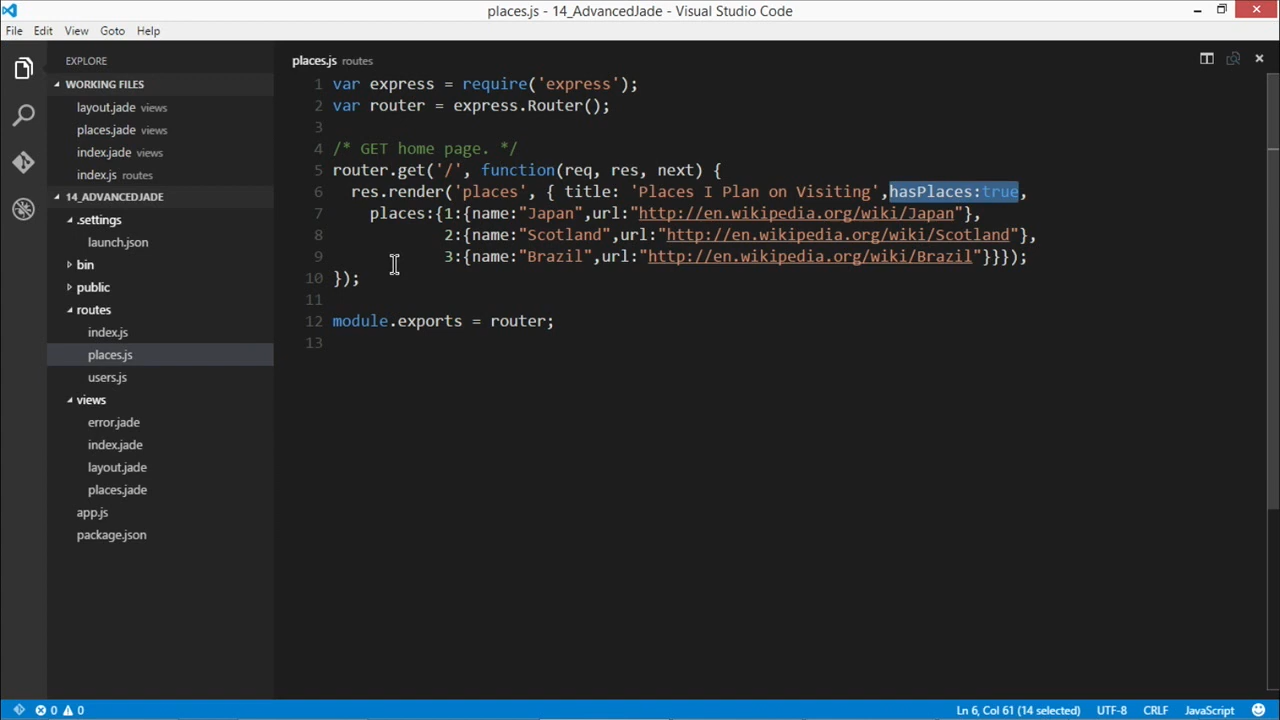 places.js - 14_AdvancedJade - Visual Studio Code
File Edit View Goto Help
EXPLORE
WORKING FILES
layout.jade views
places.jade views
index.jade views
index.js routes
14_ADVANCEDJADE
.settings
launch.json
bin
public
routes
index.js
places.js
users.js
views
error.jade
index.jade
layout.jade
places.jade
app.js
package.json
places.js routes
1 var express = require('express');
2 var router = express.Router();
3
4 /* GET home page. */
5 router.get('/', function(req, res, next) {
6 res.render('places', { title: 'Places I Plan on Visiting',hasPlaces:true,
7 places:{1:{name:"Japan",url:"http://en.wikipedia.org/wiki/Japan"},
8 2:{name:"Scotland",url:"http://en.wikipedia.org/wiki/Scotland"},
9 3:{name:"Brazil",url:"http://en.wikipedia.org/wiki/Brazil"}}});
10 });
11
12 module.exports = router;
13
0 0 Ln 6, Col 61 (14 selected) UTF-8 CRLF JavaScript